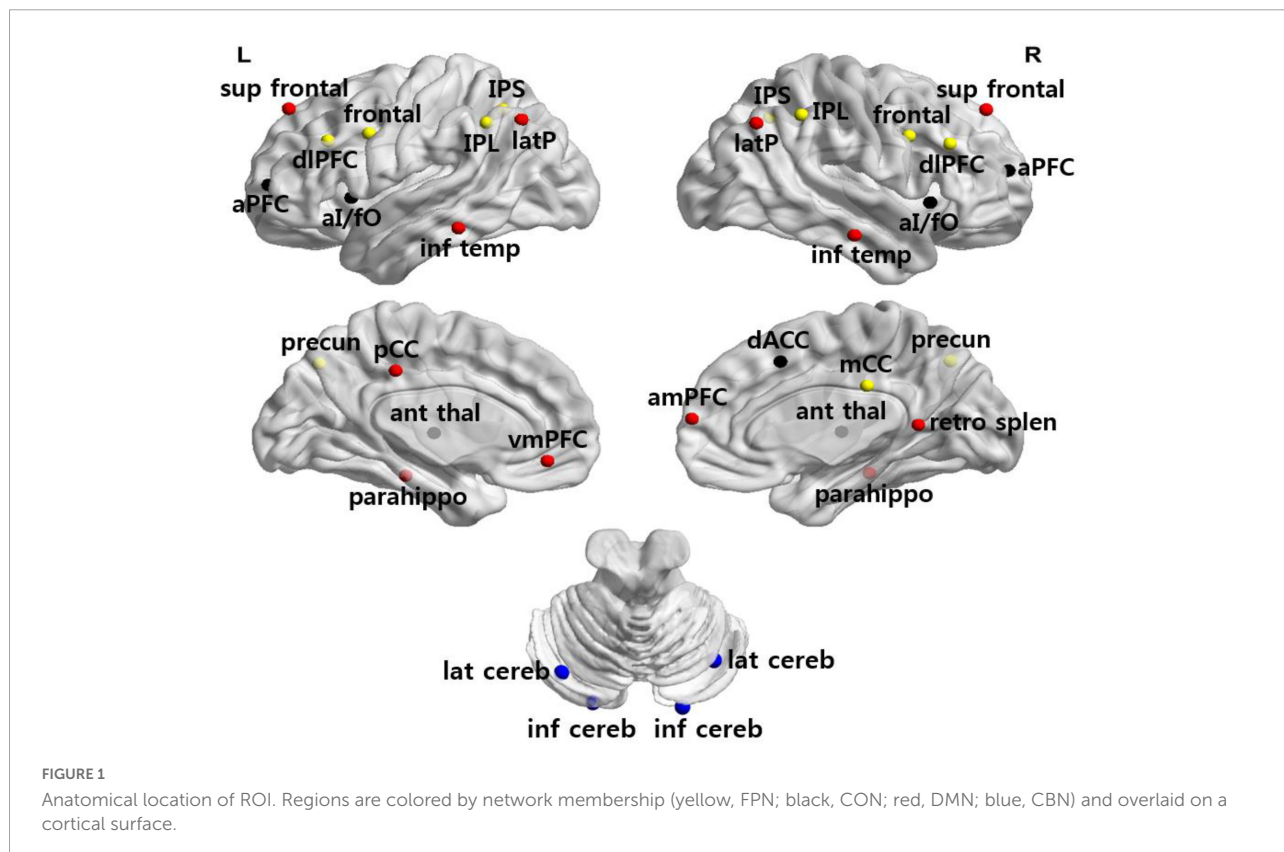 L
R
sup frontal
frontal
IPS
dlPFC
IPL
latP
aPFC
aI/fO
inf temp
IPS
IPL
frontal
sup frontal
latP
dlPFC
aPFC
aI/fO
inf temp
precun
pCC
ant thal
vmPFC
parahippo
dACC
precun
mCC
amPFC
ant thal
retro splen
parahippo
lat cereb
lat cereb
inf cereb
inf cereb
FIGURE 1
Anatomical location of ROI. Regions are colored by network membership (yellow, FPN; black, CON; red, DMN; blue, CBN) and overlaid on a
cortical surface.